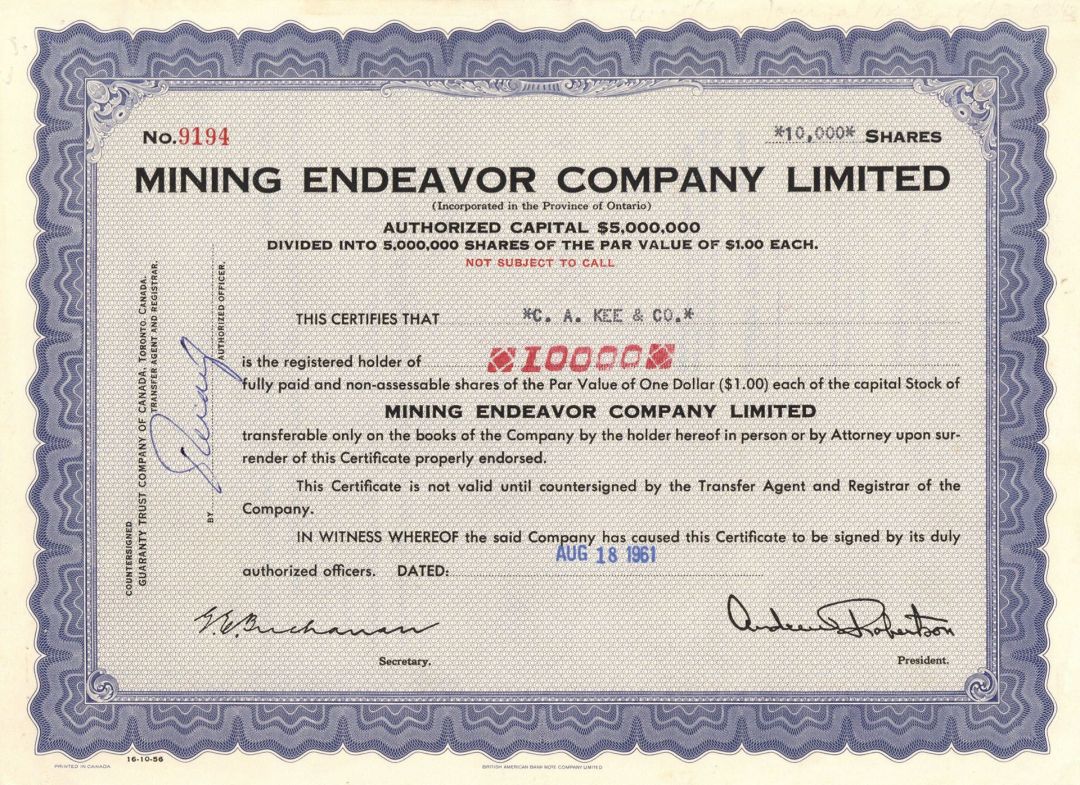 No. 9194
*10,000* SHARES
MINING ENDEAVOR COMPANY LIMITED
(Incorporated in the Province of Ontario)
AUTHORIZED CAPITAL $5,000,000
DIVIDED INTO 5,000,000 SHARES OF THE PAR VALUE OF $1.00 EACH.
NOT SUBJECT TO CALL
THIS CERTIFIES THAT *C. A. KEE & CO.*
is the registered holder of 10000
fully paid and non-assessable shares of the Par Value of One Dollar ($1.00) each of the capital Stock of
MINING ENDEAVOR COMPANY LIMITED
transferable only on the books of the Company by the holder hereof in person or by Attorney upon sur-
render of this Certificate properly endorsed.
This Certificate is not valid until countersigned by the Transfer Agent and Registrar of the
Company.
IN WITNESS WHEREOF the said Company has caused this Certificate to be signed by its duly
authorized officers. DATED: AUG 18 1961
COUNTERSIGNED
GUARANTY TRUST COMPANY OF CANADA, TORONTO CANADA.
TRANSFER AGENT AND REGISTRAR.
BY
AUTHORIZED OFFICER.
Buchanan
Secretary.
Andrew Robertson
President.
PRINTED IN CANADA
16-10-56
BRITISH AMERICAN BANK NOTE COMPANY LIMITED